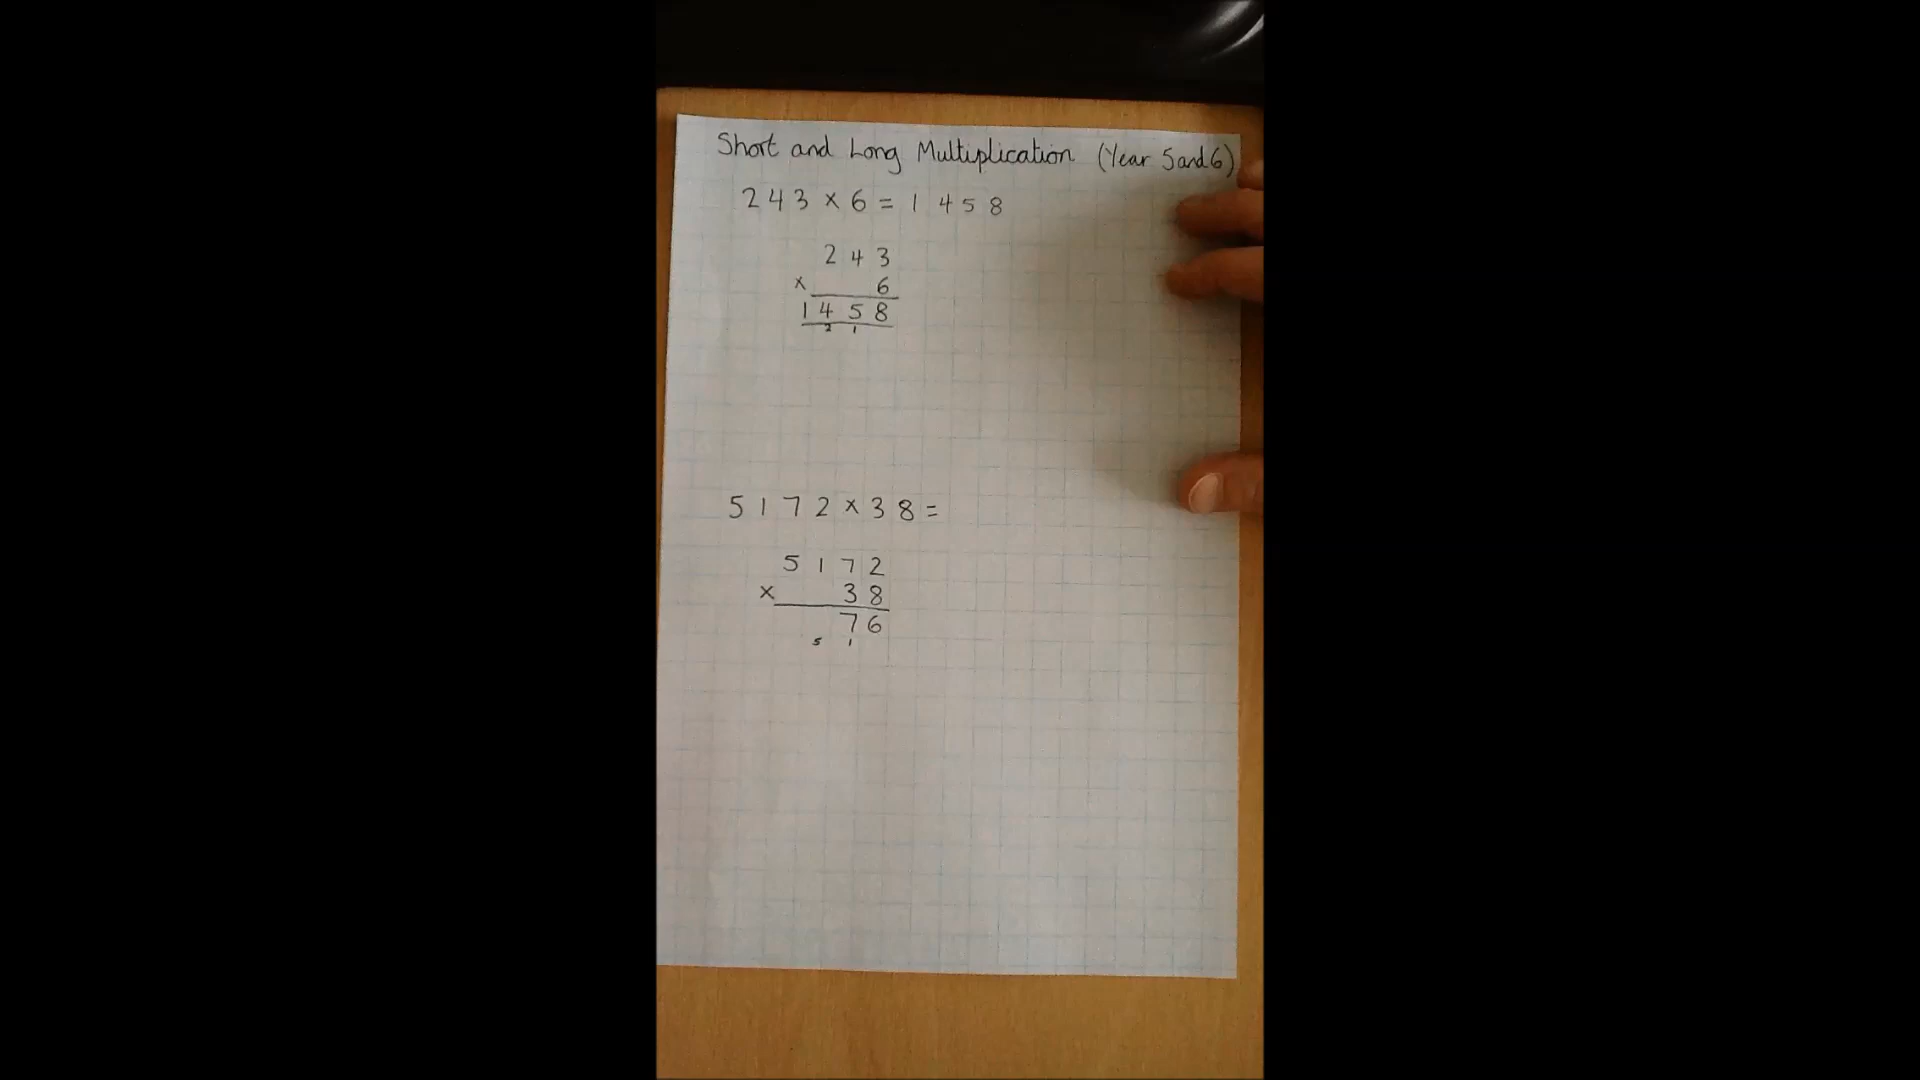 Short and Long Multiplication (Year 5 and 6)
243 × 6 = 1458
243
× 6
1458
2 1
5172 × 38 =
5172
× 38
76
5 1